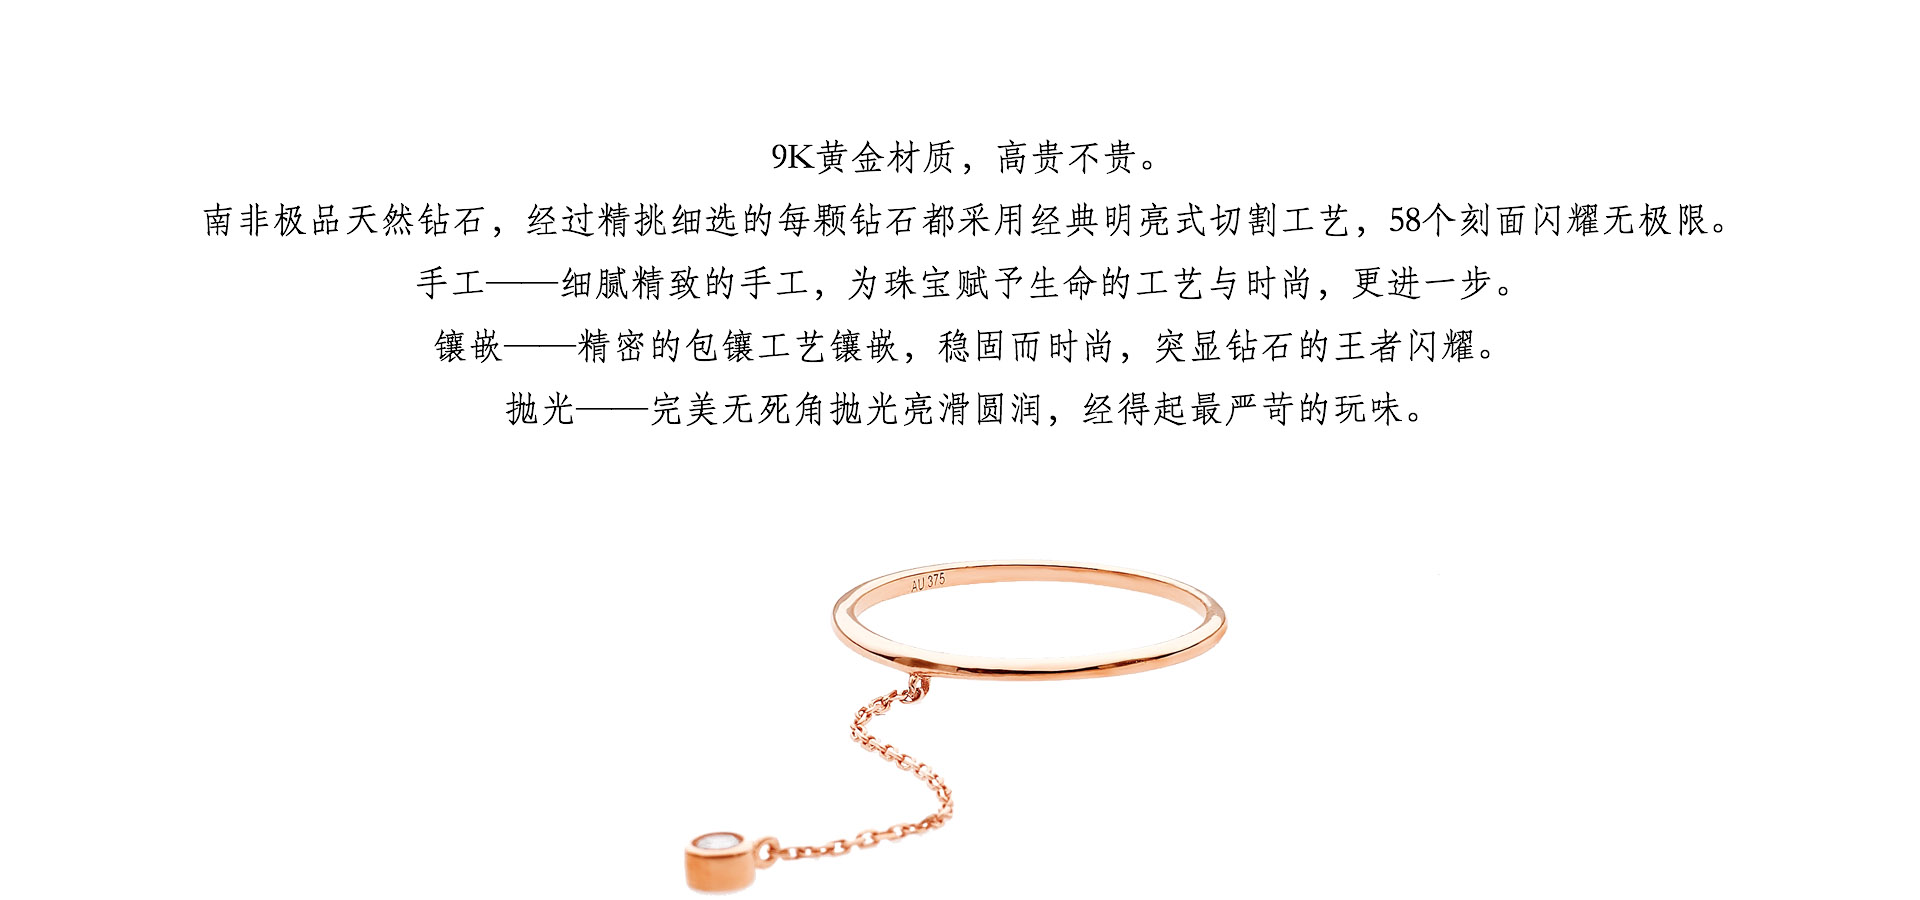 9K黄金材质，高贵不贵。
南非极品天然钻石，经过精挑细选的每颗钻石都采用经典明亮式切割工艺，58个刻面闪耀无极限。
手工——细腻精致的手工，为珠宝赋予生命的工艺与时尚，更进一步。
镶嵌——精密的包镶工艺镶嵌，稳固而时尚，突显钻石的王者闪耀。
抛光——完美无死角抛光亮滑圆润，经得起最严苛的玩味。
AU 375